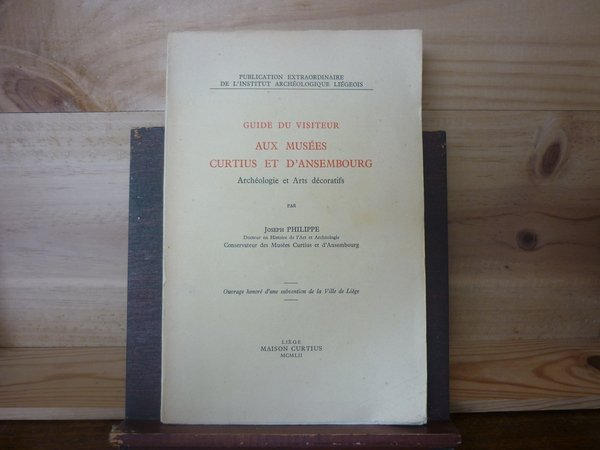 PUBLICATION EXTRAORDINAIRE
DE L'INSTITUT ARCHÉOLOGIQUE LIÉGEOIS
GUIDE DU VISITEUR
AUX MUSÉES
CURTIUS ET D'ANSEMBOURG
Archéologie et Arts décoratifs
PAR
JOSEPH PHILIPPE
Docteur en Histoire de l'Art et Archéologie
Conservateur des Musées Curtius et d'Ansembourg
Ouvrage honoré d'une subvention de la Ville de Liège
LIÈGE
MAISON CURTIUS
MCMLII